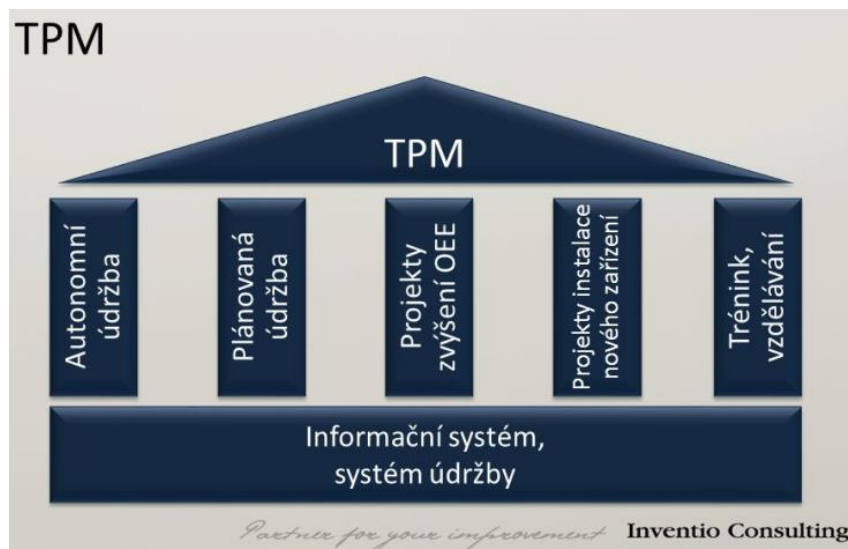 TPM
TPM
Autonomní
údržba
Plánovaná
údržba
Projekty
zvýšení OEE
Projekty instalace
nového zařízení
Trénink,
vzdělávání
Informační systém,
systém údržby
Partner for your improvement Inventio Consulting